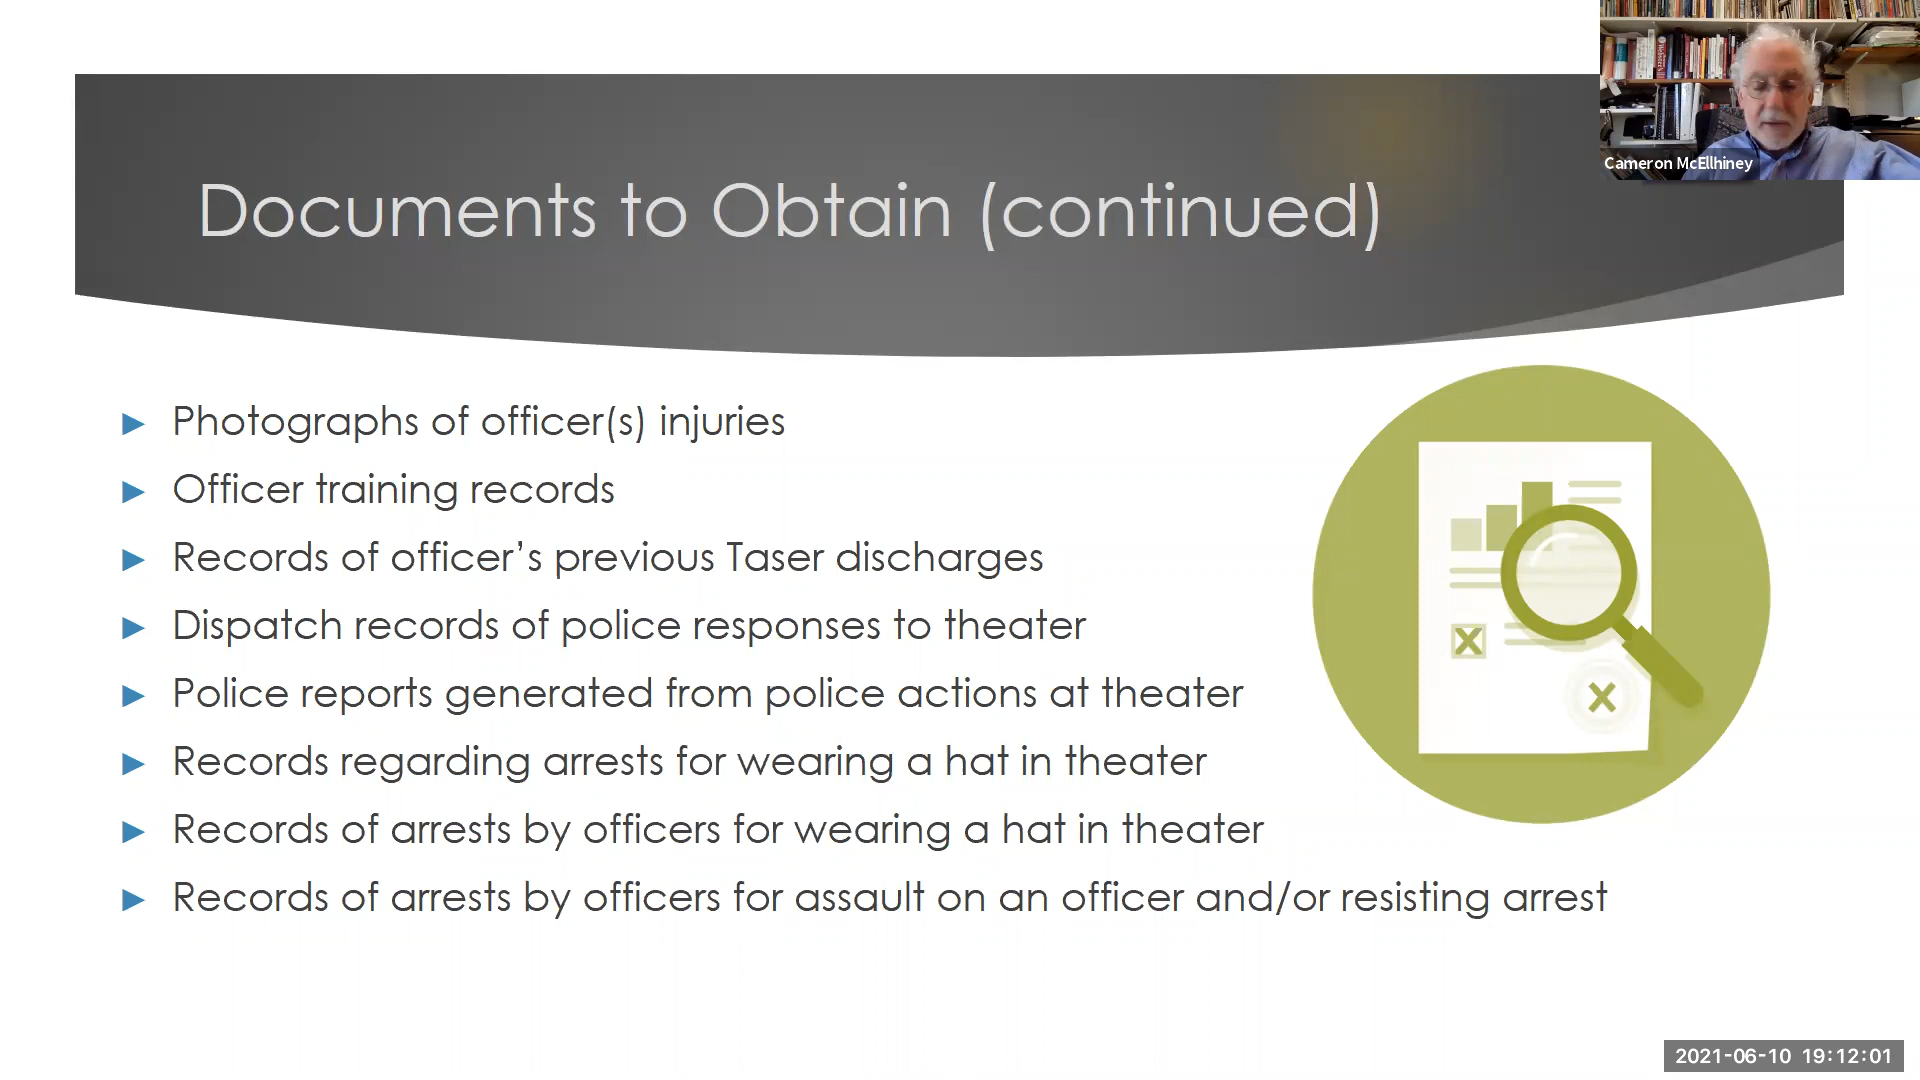 Cameron McEllhiney
Documents to Obtain (continued)
Photographs of officer(s) injuries
Officer training records
Records of officer’s previous Taser discharges
Dispatch records of police responses to theater
Police reports generated from police actions at theater
Records regarding arrests for wearing a hat in theater
Records of arrests by officers for wearing a hat in theater
Records of arrests by officers for assault on an officer and/or resisting arrest
2021-06-10 19:12:01